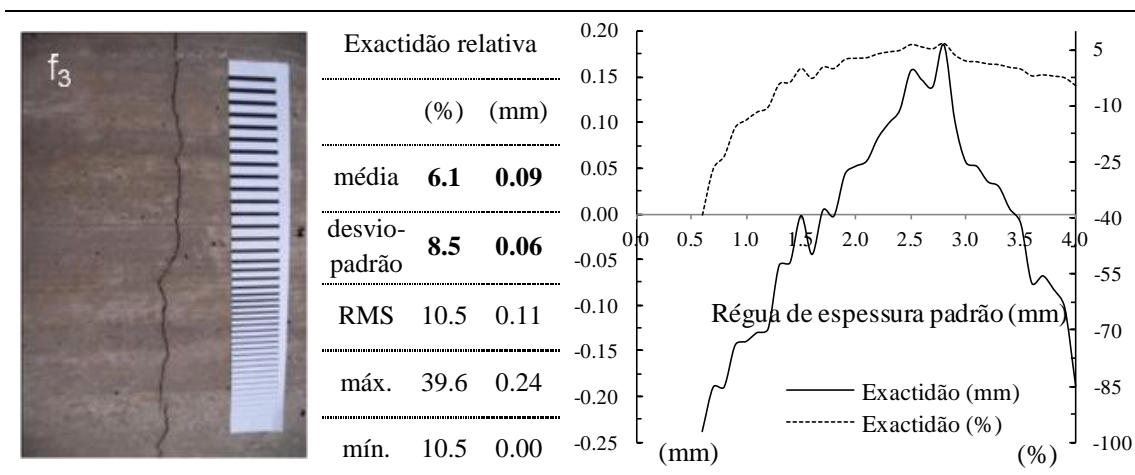 f3
Exactidão relativa
(%) (mm)
média 6.1 0.09
desvio-
padrão 8.5 0.06
RMS 10.5 0.11
máx. 39.6 0.24
mín. 10.5 0.00
0.20
0.15
0.10
0.05
0.00
-0.05
-0.10
-0.15
-0.20
-0.25
0.0 0.5 1.0 1.5 2.0 2.5 3.0 3.5 4.0
5
-10
-25
-40
-55
-70
-85
-100
Régua de espessura padrão (mm)
Exactidão (mm)
Exactidão (%)
(mm) (%)